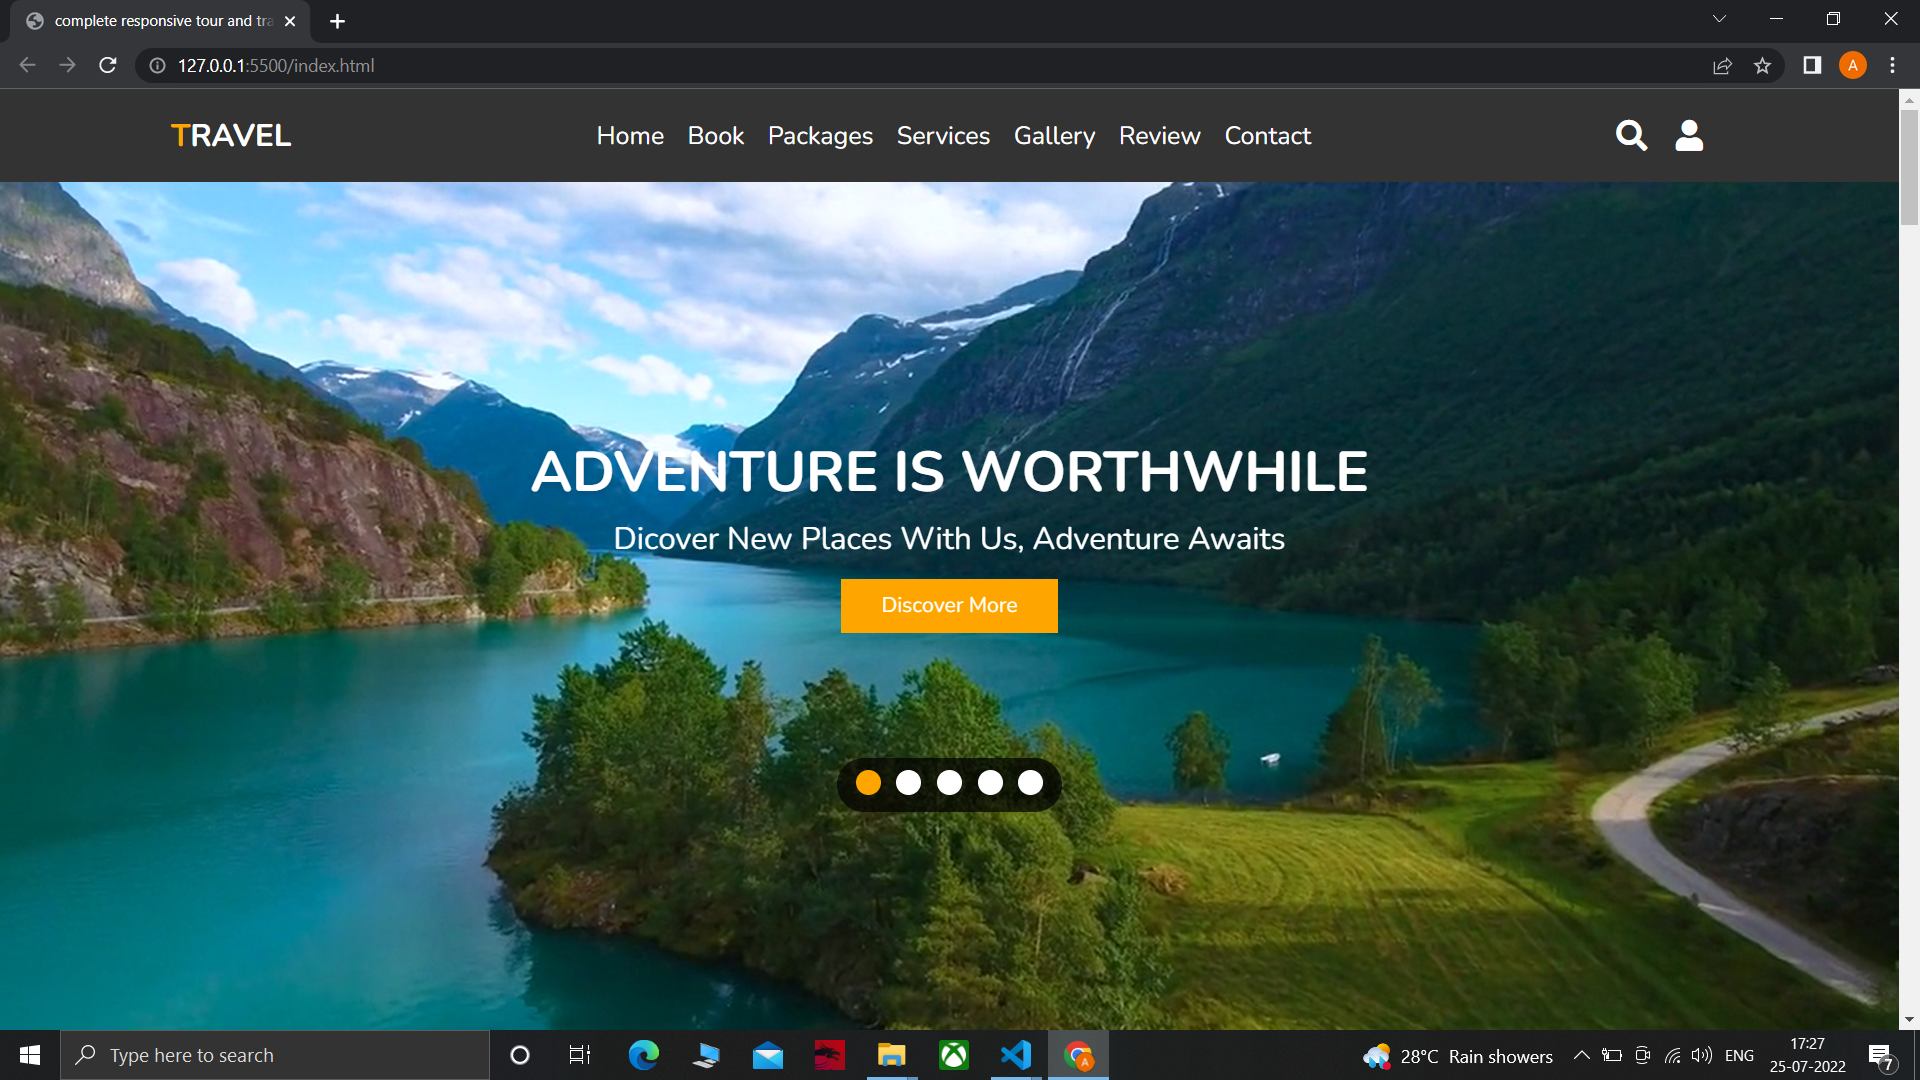 complete responsive tour and tra
127.0.0.1:5500/index.html
A
TRAVEL
Home Book Packages Services Gallery Review Contact
ADVENTURE IS WORTHWHILE
Dicover New Places With Us, Adventure Awaits
Discover More
Type here to search
A
28°C Rain showers
ENG
17:27
25-07-2022
7